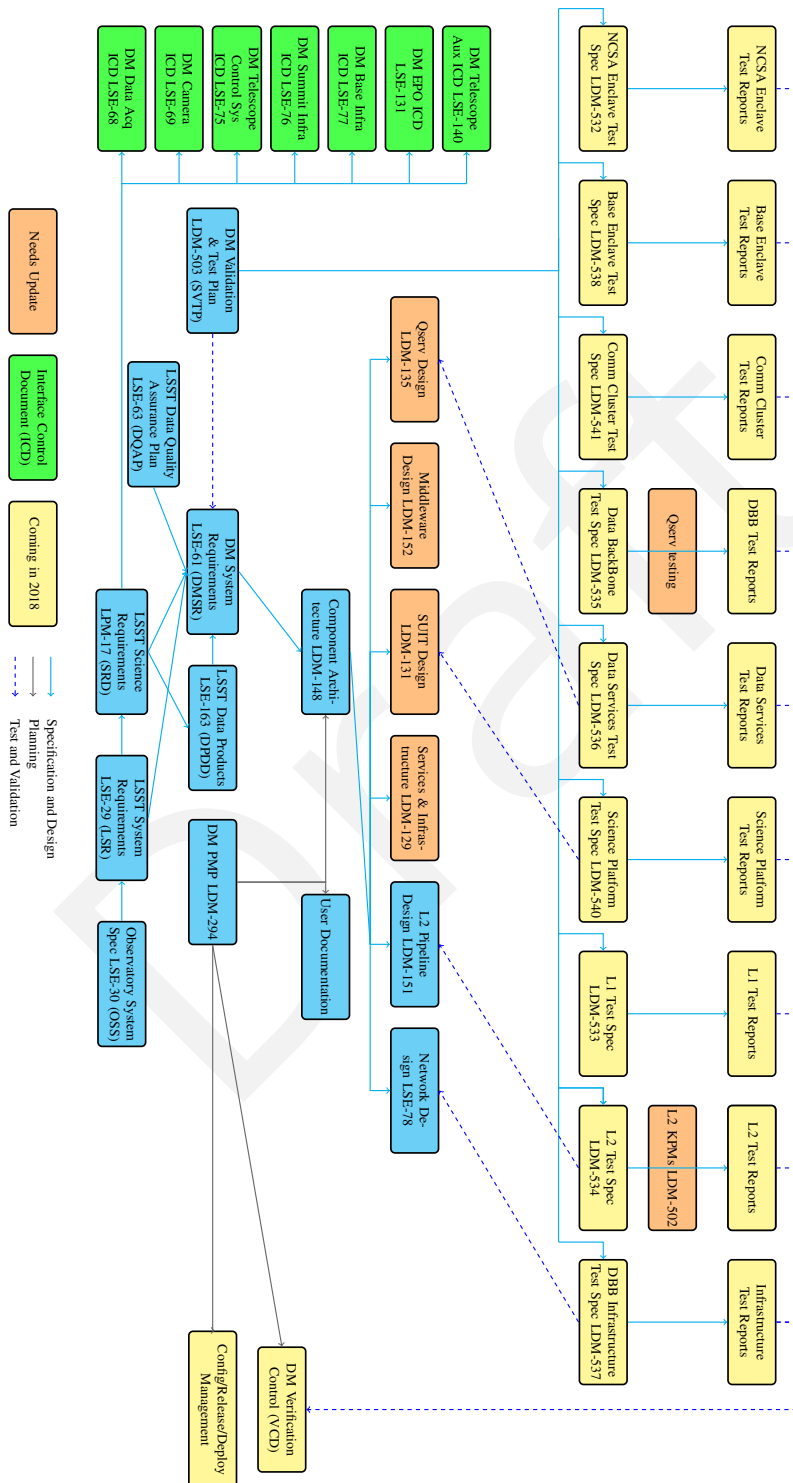 NCSA Enclave
Test Reports
Base Enclave
Test Reports
Comm Cluster
Test Reports
DBB Test Reports
Data Services
Test Reports
Science Platform
Test Reports
L1 Test Reports
L2 Test Reports
Infrastructure
Test Reports
Qserv testing
L2 KPMs LDM-502
NCSA Enclave Test
Spec LDM-532
Base Enclave Test
Spec LDM-538
Comm Cluster Test
Spec LDM-541
Data BackBone
Test Spec LDM-535
Data Services Test
Spec LDM-536
Science Platform
Test Spec LDM-540
L1 Test Spec
LDM-533
L2 Test Spec
LDM-534
DBB Infrastructure
Test Spec LDM-537
DM Telescope
Aux ICD LSE-140
DM EPO ICD
LSE-131
DM Base Infra
ICD LSE-77
DM Summit Infra
ICD LSE-76
DM Telescope
Control Sys
ICD LSE-75
DM Camera
ICD LSE-69
DM Data Acq
ICD LSE-68
Qserv Design
LDM-135
Middleware
Design LDM-152
SUIT Design
LDM-131
Services & Infras-
tructure LDM-129
L2 Pipeline
Design LDM-151
Network De-
sign LSE-78
Component Archi-
tecture LDM-148
User Documentation
DM Verification
Control (VCD)
DM Validation
& Test Plan
LDM-503 (SVTP)
DM System
Requirements
LSE-61 (DMSR)
LSST Data Products
LSE-163 (DPDD)
DM PMP LDM-294
Config/Release/Deploy
Management
LSST Data Quality
Assurance Plan
LSE-63 (DQAP)
LSST Science
Requirements
LPM-17 (SRD)
LSST System
Requirements
LSE-29 (LSR)
Observatory System
Spec LSE-30 (OSS)
Needs Update
Interface Control
Document (ICD)
Coming in 2018
Specification and Design
Planning
Test and Validation
Draft